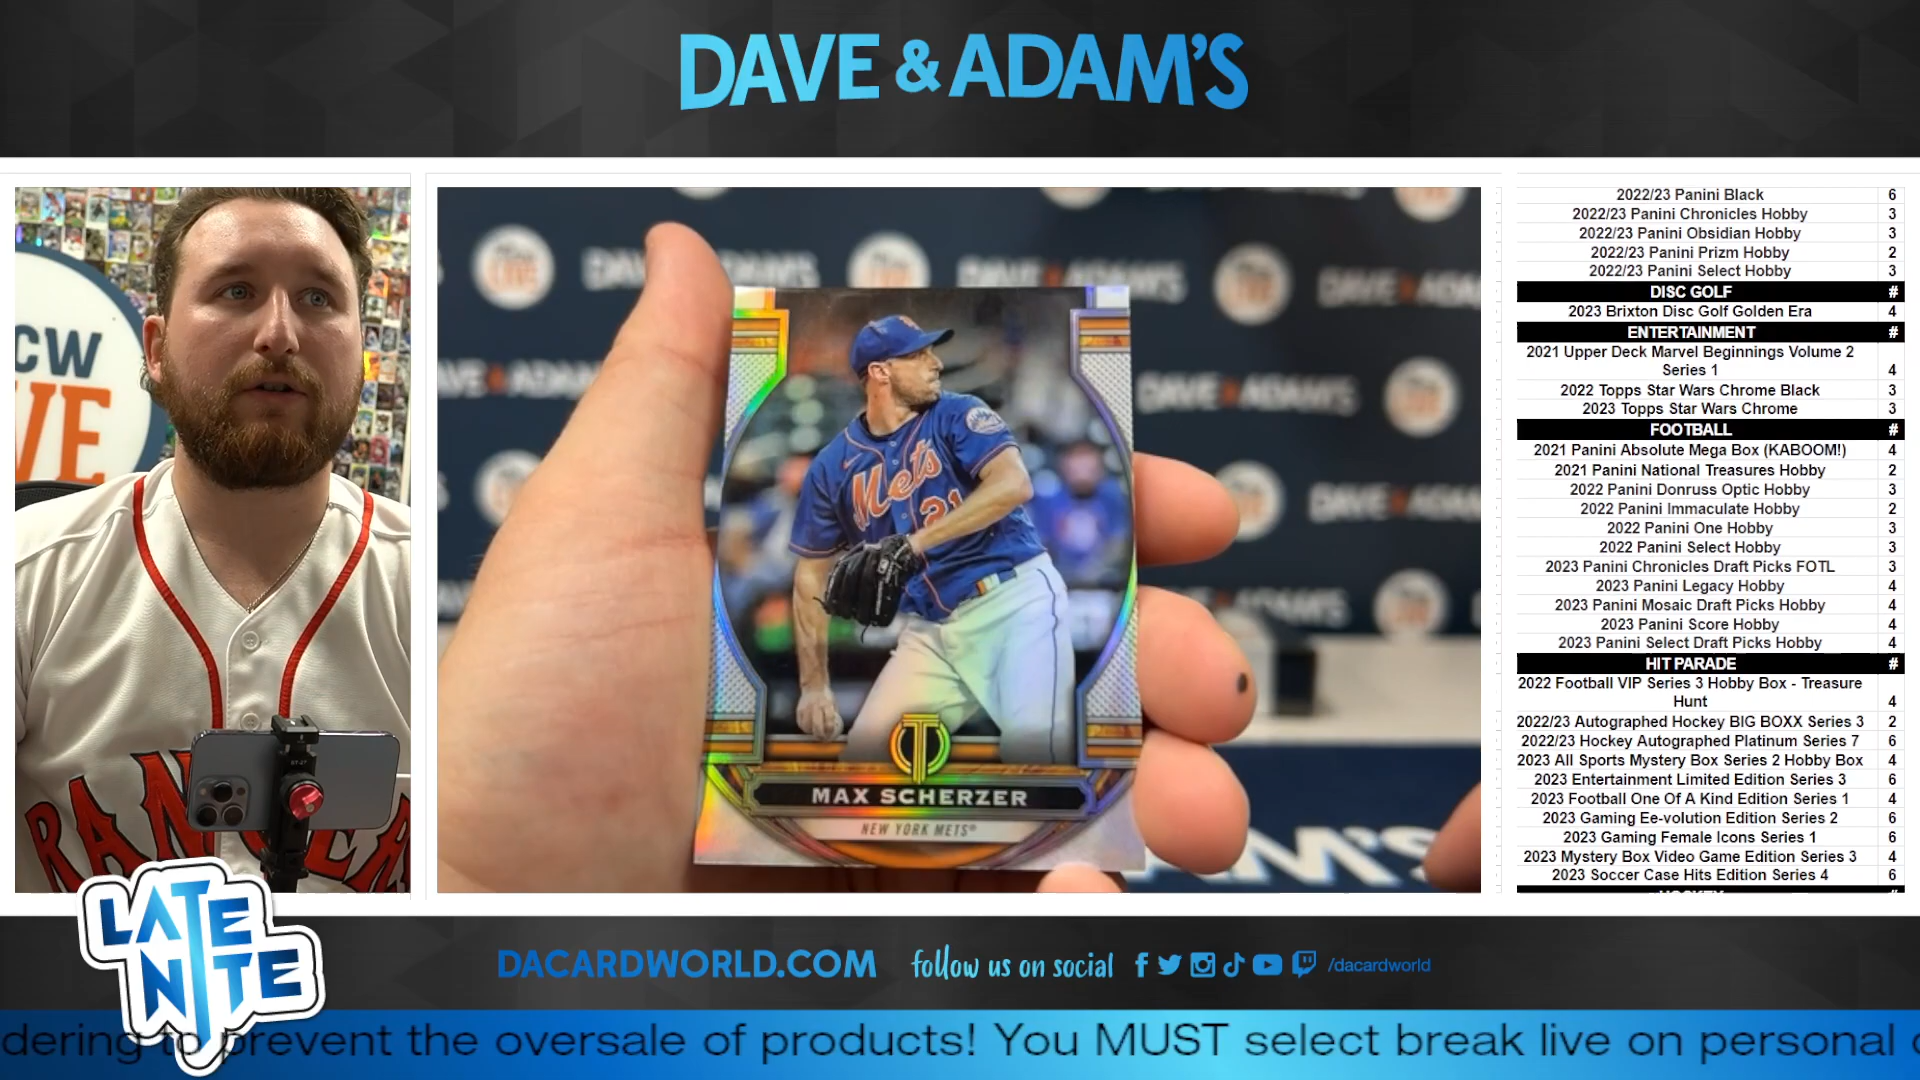 DAVE & ADAM'S
2022/23 Panini Black 6
2022/23 Panini Chronicles Hobby 3
2022/23 Panini Obsidian Hobby 3
2022/23 Panini Prizm Hobby 2
2022/23 Panini Select Hobby 3
DISC GOLF #
2023 Brixton Disc Golf Golden Era 4
ENTERTAINMENT #
2021 Upper Deck Marvel Beginnings Volume 2
Series 1 4
2022 Topps Star Wars Chrome Black 3
2023 Topps Star Wars Chrome 3
FOOTBALL #
2021 Panini Absolute Mega Box (KABOOM!) 4
2021 Panini National Treasures Hobby 2
2022 Panini Donruss Optic Hobby 3
2022 Panini Immaculate Hobby 2
2022 Panini One Hobby 3
2022 Panini Select Hobby 3
2023 Panini Chronicles Draft Picks FOTL 3
2023 Panini Legacy Hobby 4
2023 Panini Mosaic Draft Picks Hobby 4
2023 Panini Score Hobby 4
2023 Panini Select Draft Picks Hobby 4
HIT PARADE #
2022 Football VIP Series 3 Hobby Box - Treasure
Hunt 4
2022/23 Autographed Hockey BIG BOXX Series 3 2
2022/23 Hockey Autographed Platinum Series 7 6
2023 All Sports Mystery Box Series 2 Hobby Box 4
2023 Entertainment Limited Edition Series 3 6
2023 Football One Of A Kind Edition Series 1 4
2023 Gaming Ee-volution Edition Series 2 6
2023 Gaming Female Icons Series 1 6
2023 Mystery Box Video Game Edition Series 3 4
2023 Soccer Case Hits Edition Series 4 6
CW
VE
RANGER
Mets
21
MAX SCHERZER
NEW YORK METS
DAVE & ADAM'S
LATE
NITE
DACARDWORLD.COM follow us on social /dacardworld
dering to prevent the oversale of products! You MUST select break live on personal